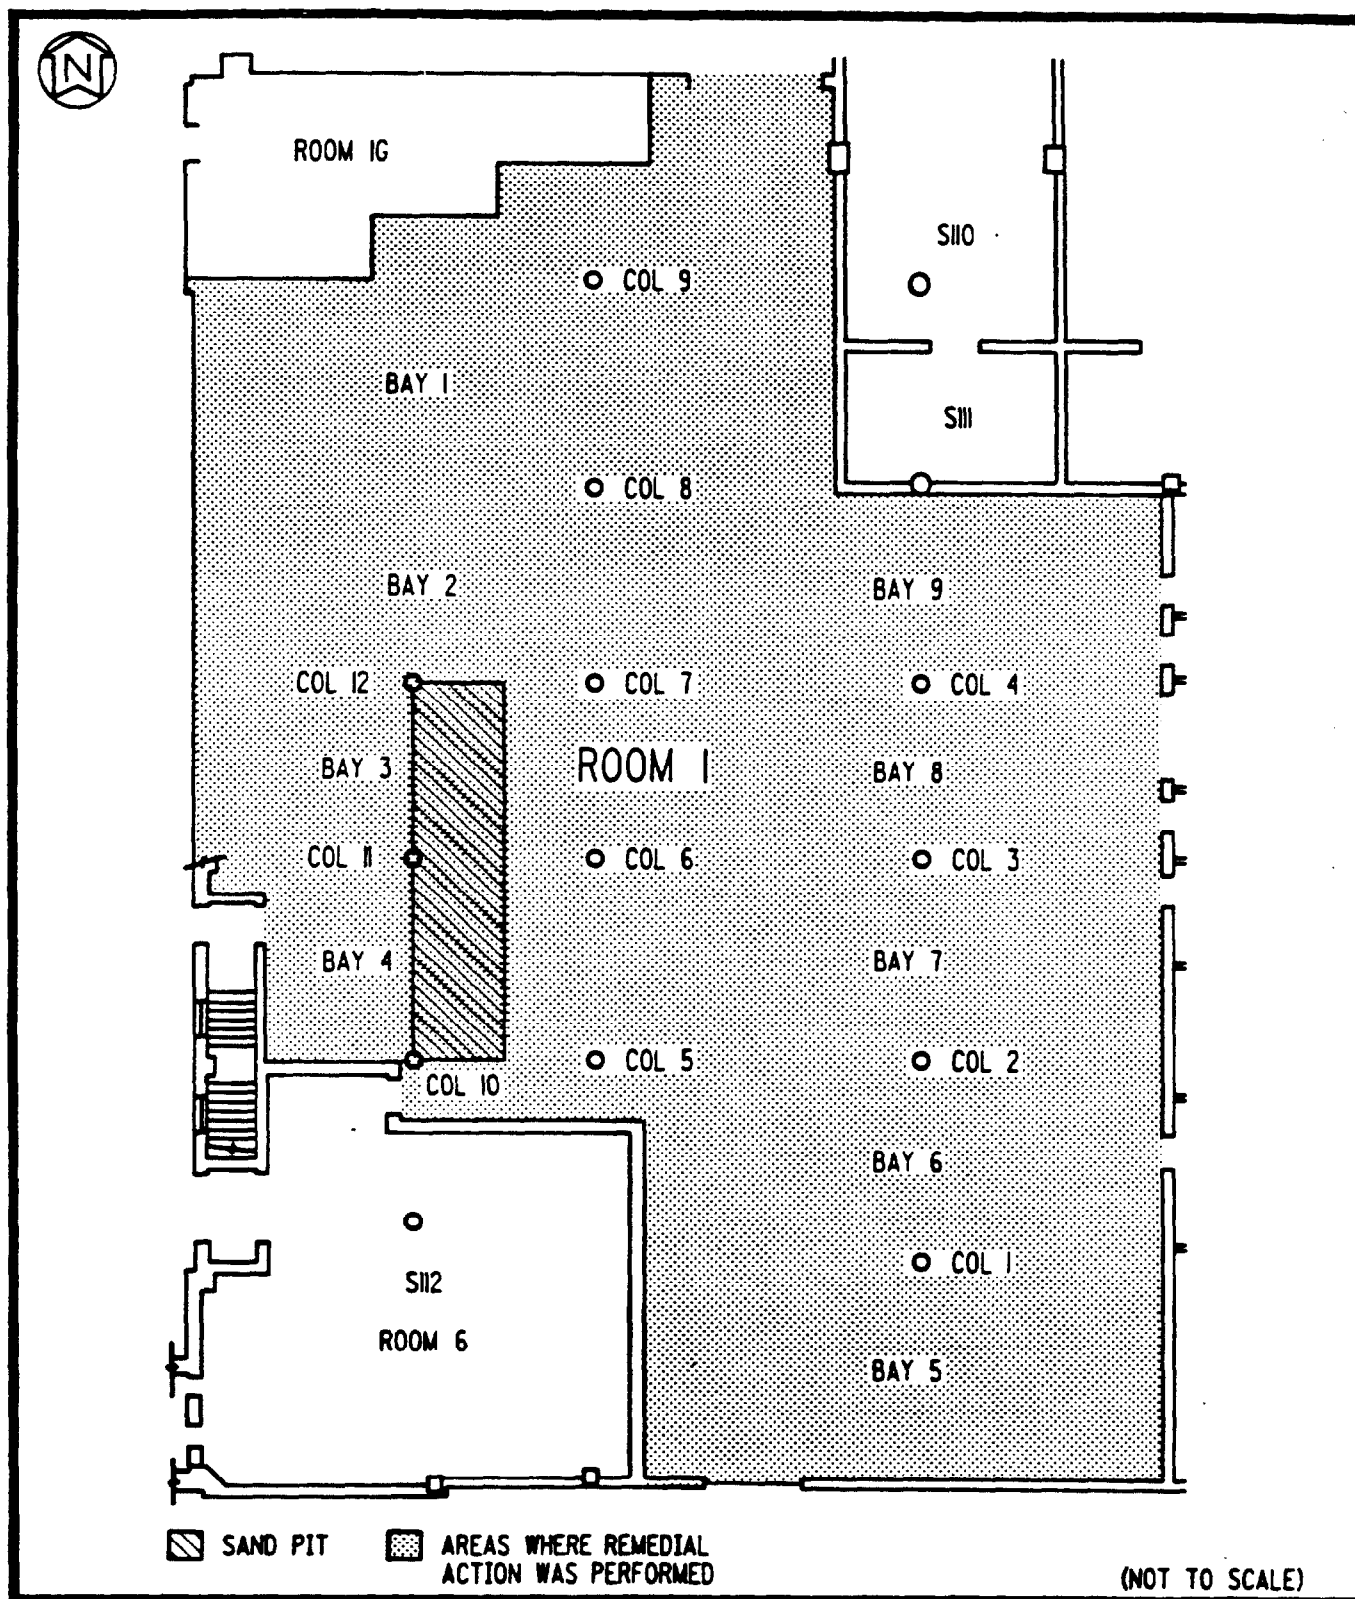 N
ROOM 1G
S110
COL 9
BAY 1
S111
COL 8
BAY 2
BAY 9
COL 12
COL 7
COL 4
BAY 3
ROOM 1
BAY 8
COL 11
COL 6
COL 3
BAY 4
BAY 7
COL 10
COL 5
COL 2
BAY 6
COL 1
S112
ROOM 6
BAY 5
SAND PIT
AREAS WHERE REMEDIAL
ACTION WAS PERFORMED
(NOT TO SCALE)